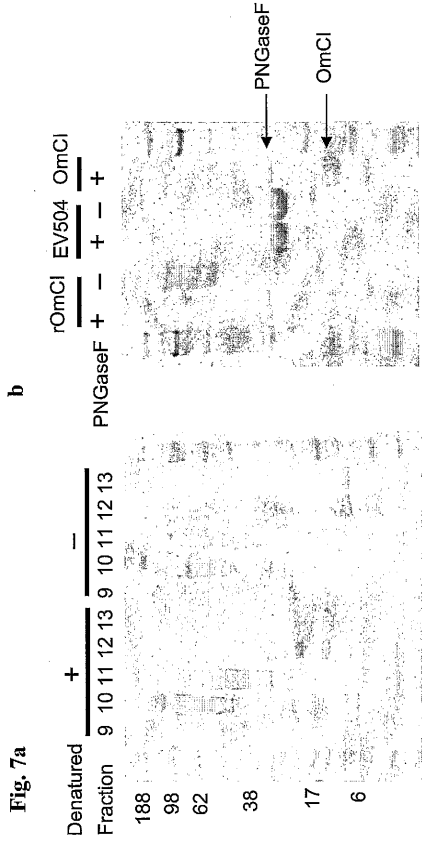 Fig. 7a
Denatured + −
Fraction 9 10 11 12 13 9 10 11 12 13
188
98
62
38
17
6
b
rOmCI EV504 OmCI
PNGaseF + − + − +
PNGaseF
OmCI